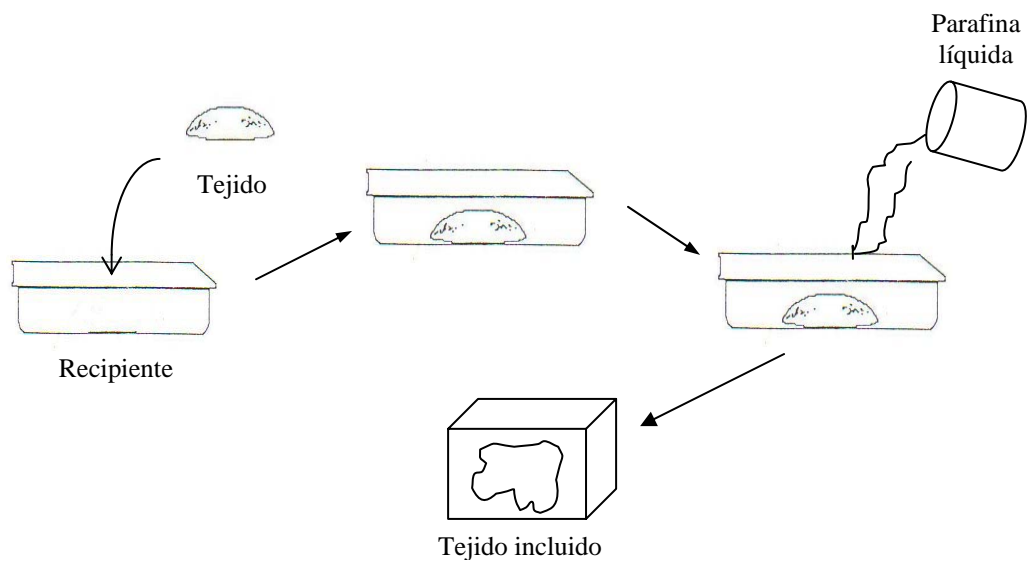 Parafina
líquida
Tejido
Recipiente
Tejido incluido